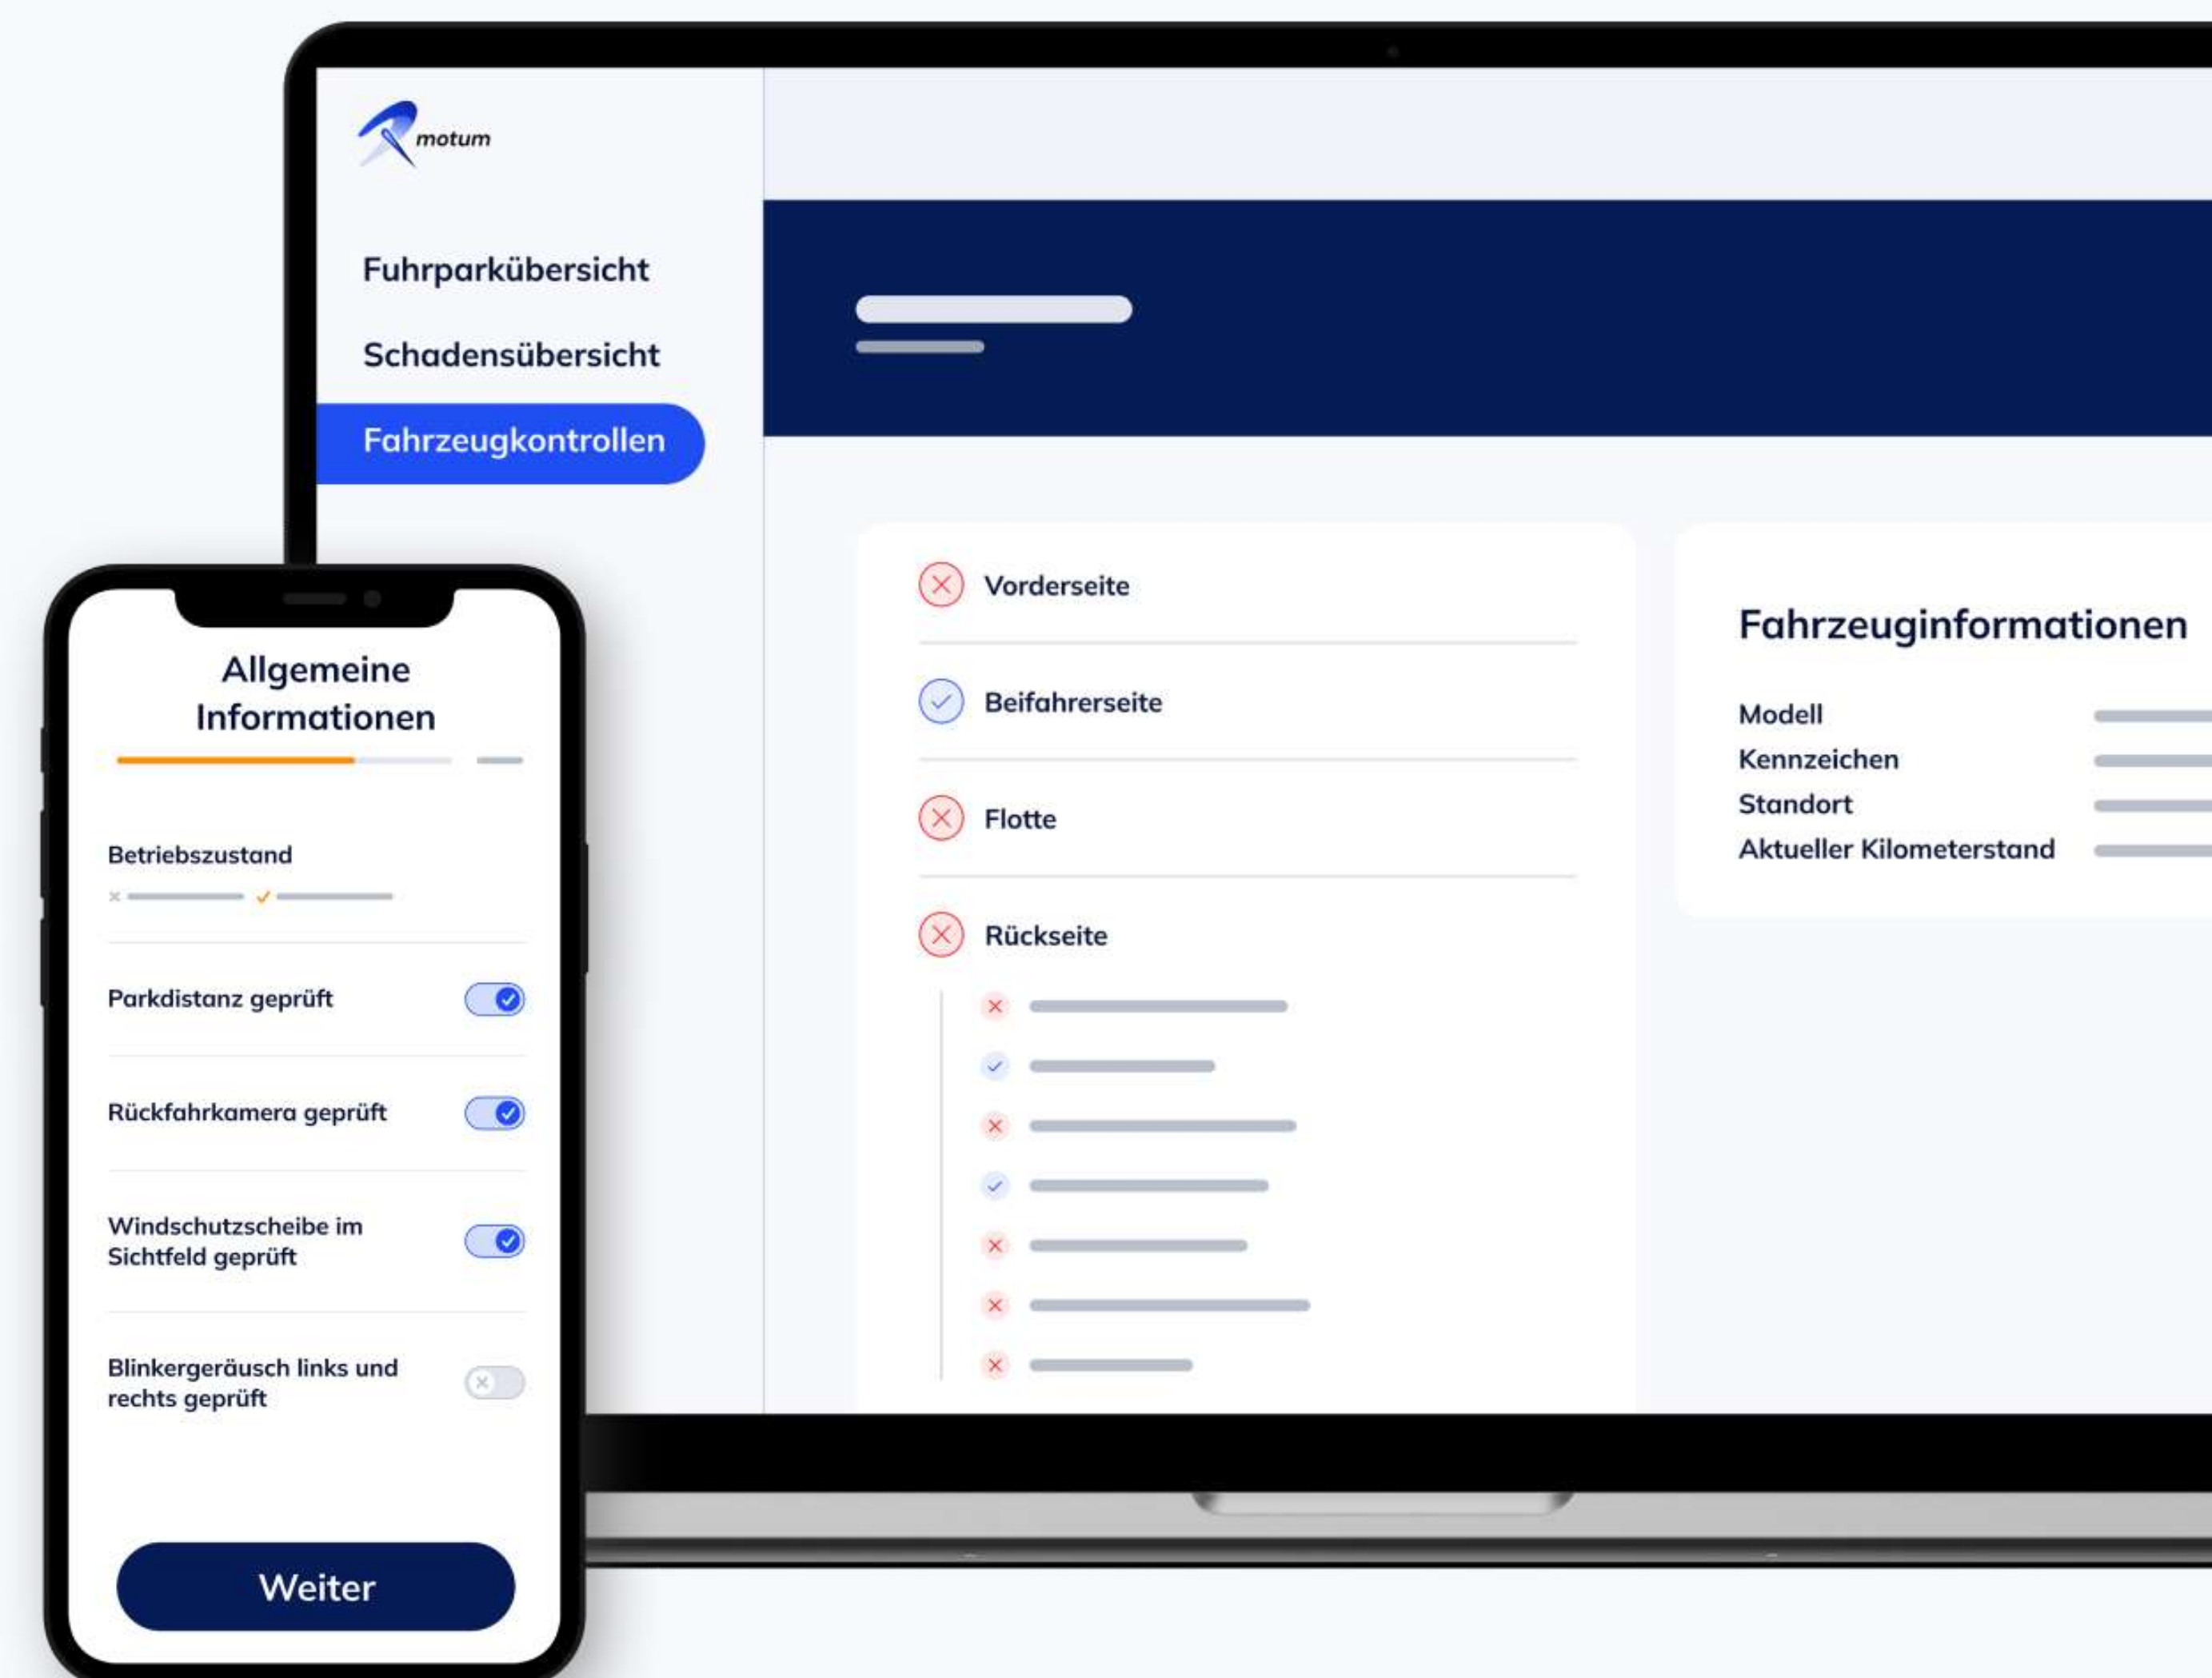 motum
Fuhrparkübersicht
Schadensübersicht
Fahrzeugkontrollen
Vorderseite
Beifahrerseite
Flotte
Rückseite
Fahrzeuginformationen
Modell
Kennzeichen
Standort
Aktueller Kilometerstand
Allgemeine
Informationen
Betriebszustand
Parkdistanz geprüft
Rückfahrkamera geprüft
Windschutzscheibe im
Sichtfeld geprüft
Blinkergeräusch links und
rechts geprüft
Weiter